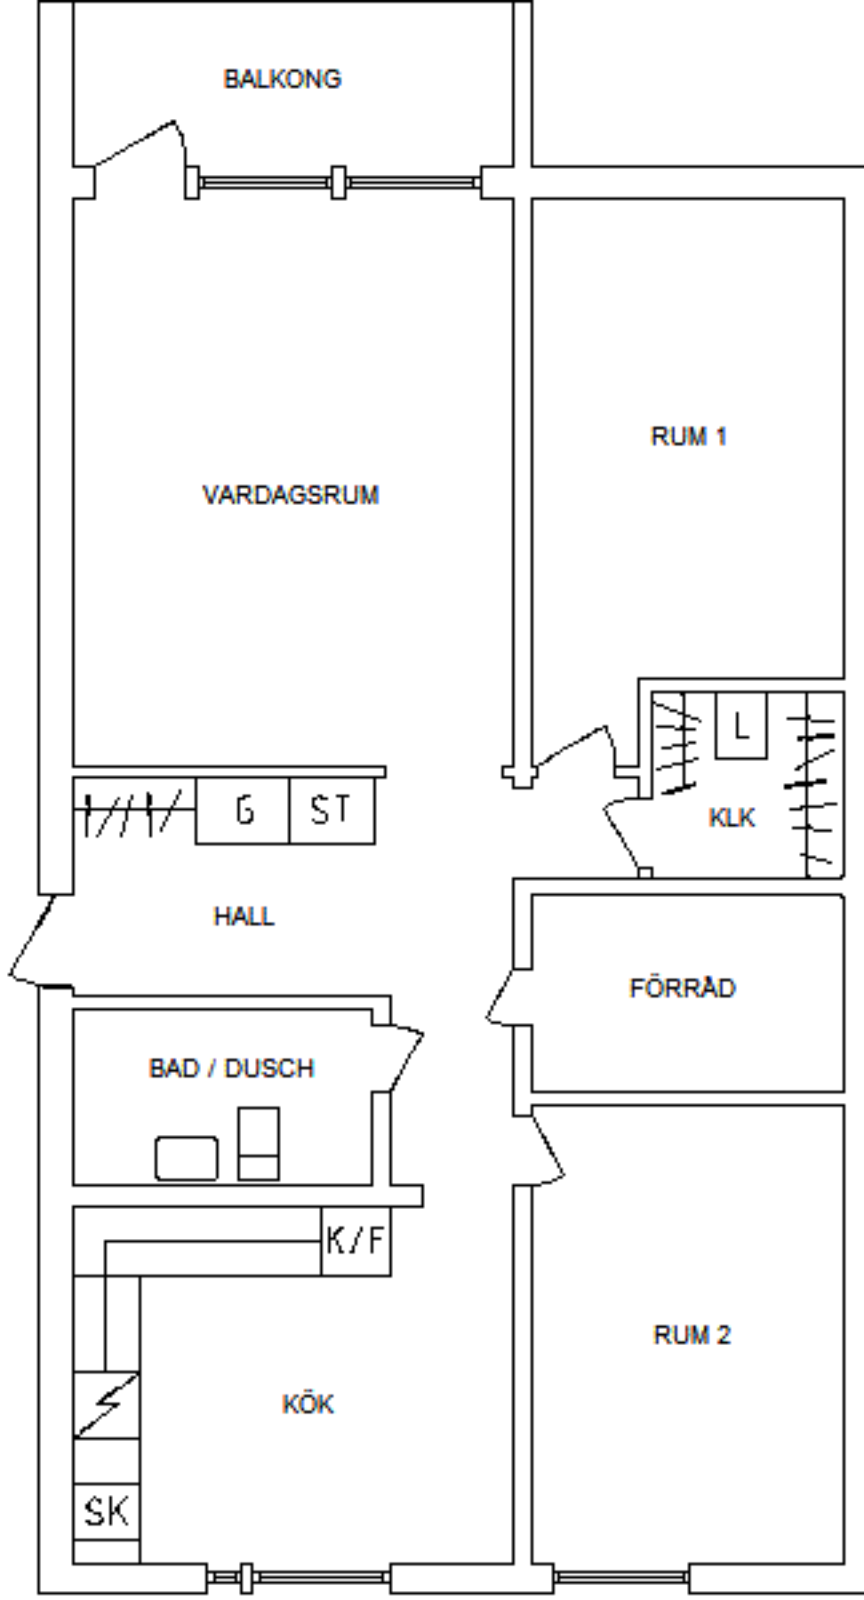 BALKONG
RUM 1
VARDAGSRUM
L
G
ST
KLK
HALL
FÖRRÅD
BAD / DUSCH
K/F
RUM 2
KÖK
SK